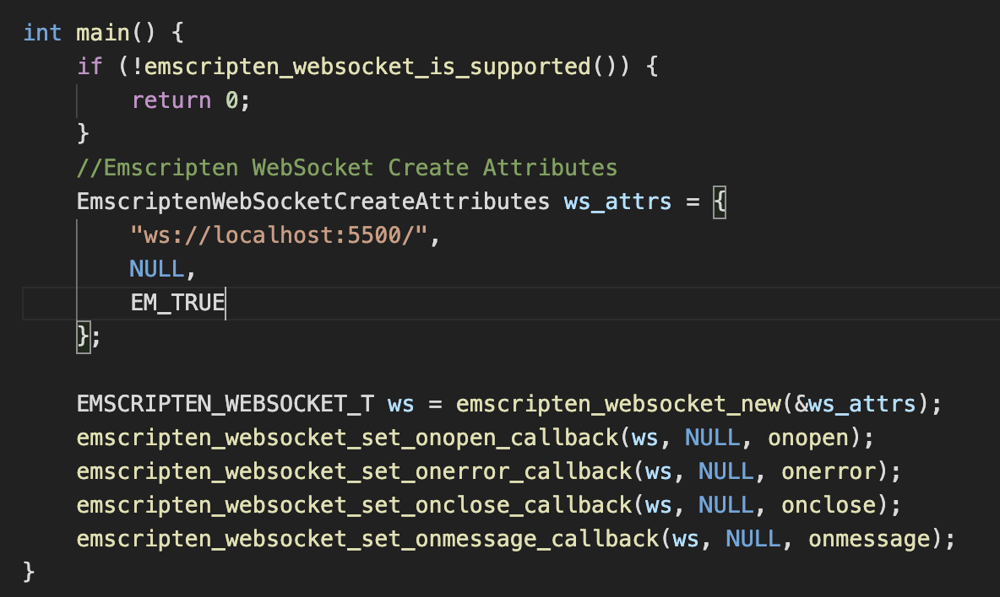 int main() {
    if (!emscripten_websocket_is_supported()) {
        return 0;
    }
    //Emscripten WebSocket Create Attributes
    EmscriptenWebSocketCreateAttributes ws_attrs = {
        "ws://localhost:5500/",
        NULL,
        EM_TRUE
    };

    EMSCRIPTEN_WEBSOCKET_T ws = emscripten_websocket_new(&ws_attrs);
    emscripten_websocket_set_onopen_callback(ws, NULL, onopen);
    emscripten_websocket_set_onerror_callback(ws, NULL, onerror);
    emscripten_websocket_set_onclose_callback(ws, NULL, onclose);
    emscripten_websocket_set_onmessage_callback(ws, NULL, onmessage);
}